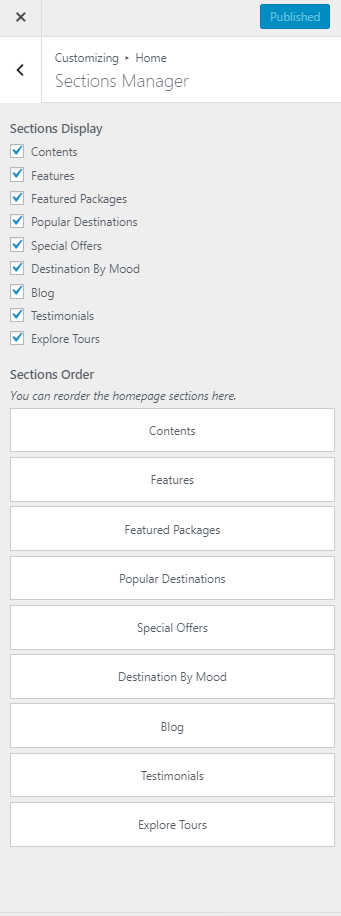 Published
Customizing ▸ Home
Sections Manager
Sections Display
Contents
Features
Featured Packages
Popular Destinations
Special Offers
Destination By Mood
Blog
Testimonials
Explore Tours
Sections Order
You can reorder the homepage sections here.
Contents
Features
Featured Packages
Popular Destinations
Special Offers
Destination By Mood
Blog
Testimonials
Explore Tours